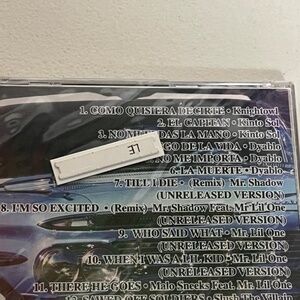 1. COMO QUISIERA DECIRTE • Knightowl
2. EL CAPITAN • Kinto Sol
3. NO ME DAS LA MANO • Kinto Sol
GO DE LA VIDA • Dyablo
NO ME IMPORTA • Dyablo
6. LA MUERTE • Dyablo
7. TILL I DIE • (Remix) Mr. Shadow
(UNRELEASED VERSION)
8. I'M SO EXCITED • (Remix) Mr. Shadow Feat. Mr. Lil One
(UNRELEASED VERSION)
9. WHO SAID WHAT • Mr. Lil One
(UNRELEASED VERSION)
10. WHEN I WAS A LIL KID • Mr. Lil One
(UNRELEASED VERSION)
11. THERE HE GOES • Feat. Mr. Lil One
LE